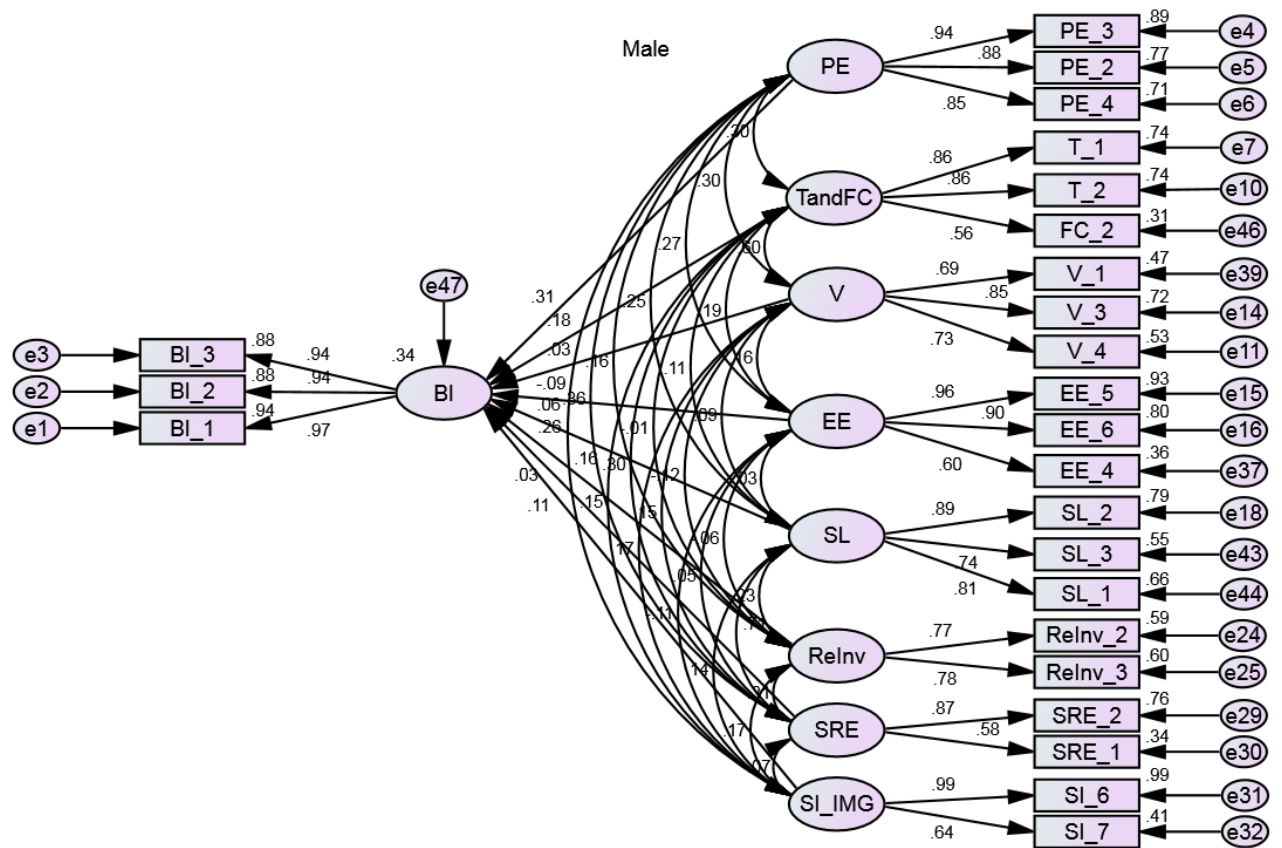 Male
PE
TandFC
V
EE
SL
ReInv
SRE
SI_IMG
BI
e47
.34
e3
BI_3
.88
.94
e2
BI_2
.88
.94
e1
BI_1
.94
.97
.94
PE_3
.89
e4
.88
PE_2
.77
e5
.85
PE_4
.71
e6
.86
T_1
.74
e7
.86
T_2
.74
e10
.56
FC_2
.31
e46
.69
V_1
.47
e39
.85
V_3
.72
e14
.73
V_4
.53
e11
.96
EE_5
.93
e15
.90
EE_6
.80
e16
.60
EE_4
.36
e37
.89
SL_2
.79
e18
.74
SL_3
.55
e43
.81
SL_1
.66
e44
.77
ReInv_2
.59
e24
.78
ReInv_3
.60
e25
.87
SRE_2
.76
e29
.58
SRE_1
.34
e30
.99
SI_6
.99
e31
.64
SI_7
.41
e32
.30
.30
.27
.31
.25
.19
.18
.03
.16
.11
-.09
.36
.09
.06
.26
-.01
.16
.30
-.12
.03
.03
.11
.15
.15
.06
.17
.05
-.11
.14
.17
.07